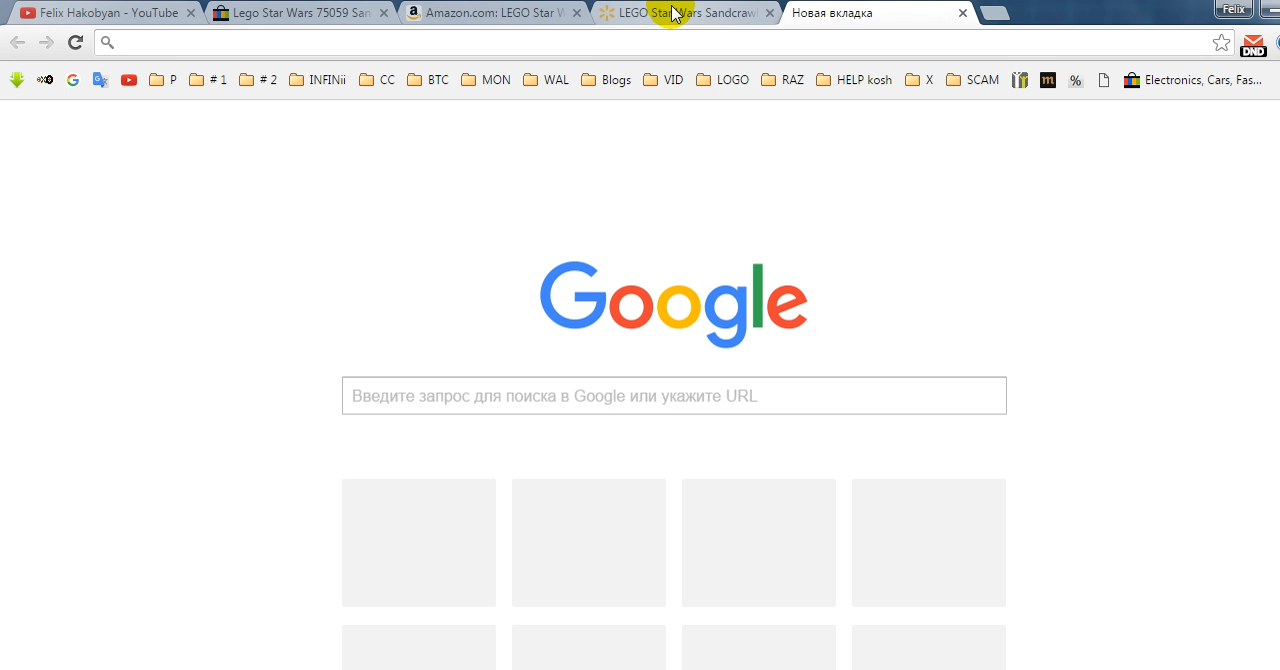 Felix Hakobyan - YouTube
Lego Star Wars 75059 San
Amazon.com: LEGO Star W
LEGO Star Wars Sandcrawl
Новая вкладка
Felix
DND
P
# 1
# 2
INFINii
CC
BTC
MON
WAL
Blogs
VID
LOGO
RAZ
HELP kosh
X
SCAM
m
%
Electronics, Cars, Fas...
Google
Введите запрос для поиска в Google или укажите URL